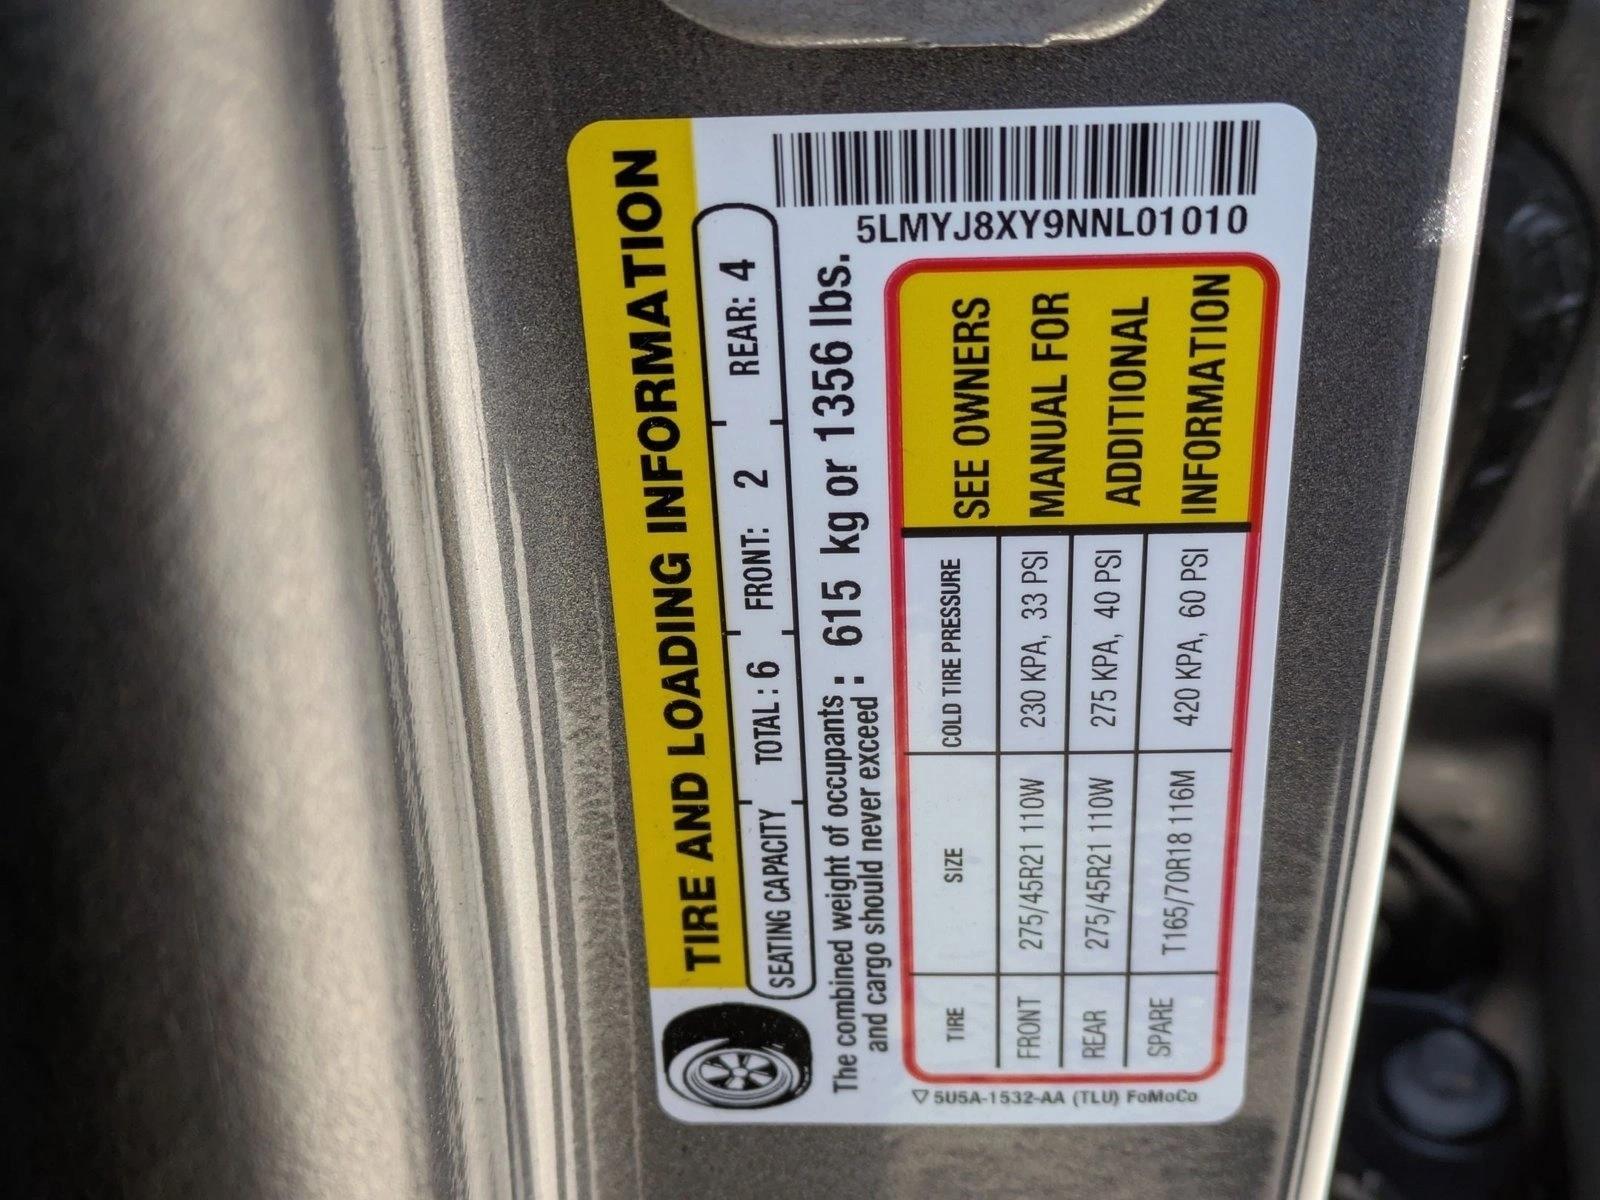 TIRE AND LOADING INFORMATION
SEATING CAPACITY TOTAL : 6 FRONT: 2 REAR: 4
The combined weight of occupants and cargo should never exceed : 615 kg or 1356 lbs.
5LMYJ8XY9NNL01010
TIRE SIZE COLD TIRE PRESSURE
FRONT 275/45R21 110W 230 KPA, 33 PSI
REAR 275/45R21 110W 275 KPA, 40 PSI
SPARE T165/70R18 116M 420 KPA, 60 PSI
SEE OWNERS
MANUAL FOR
ADDITIONAL
INFORMATION
5U5A-1532-AA (TLU) FoMoCo